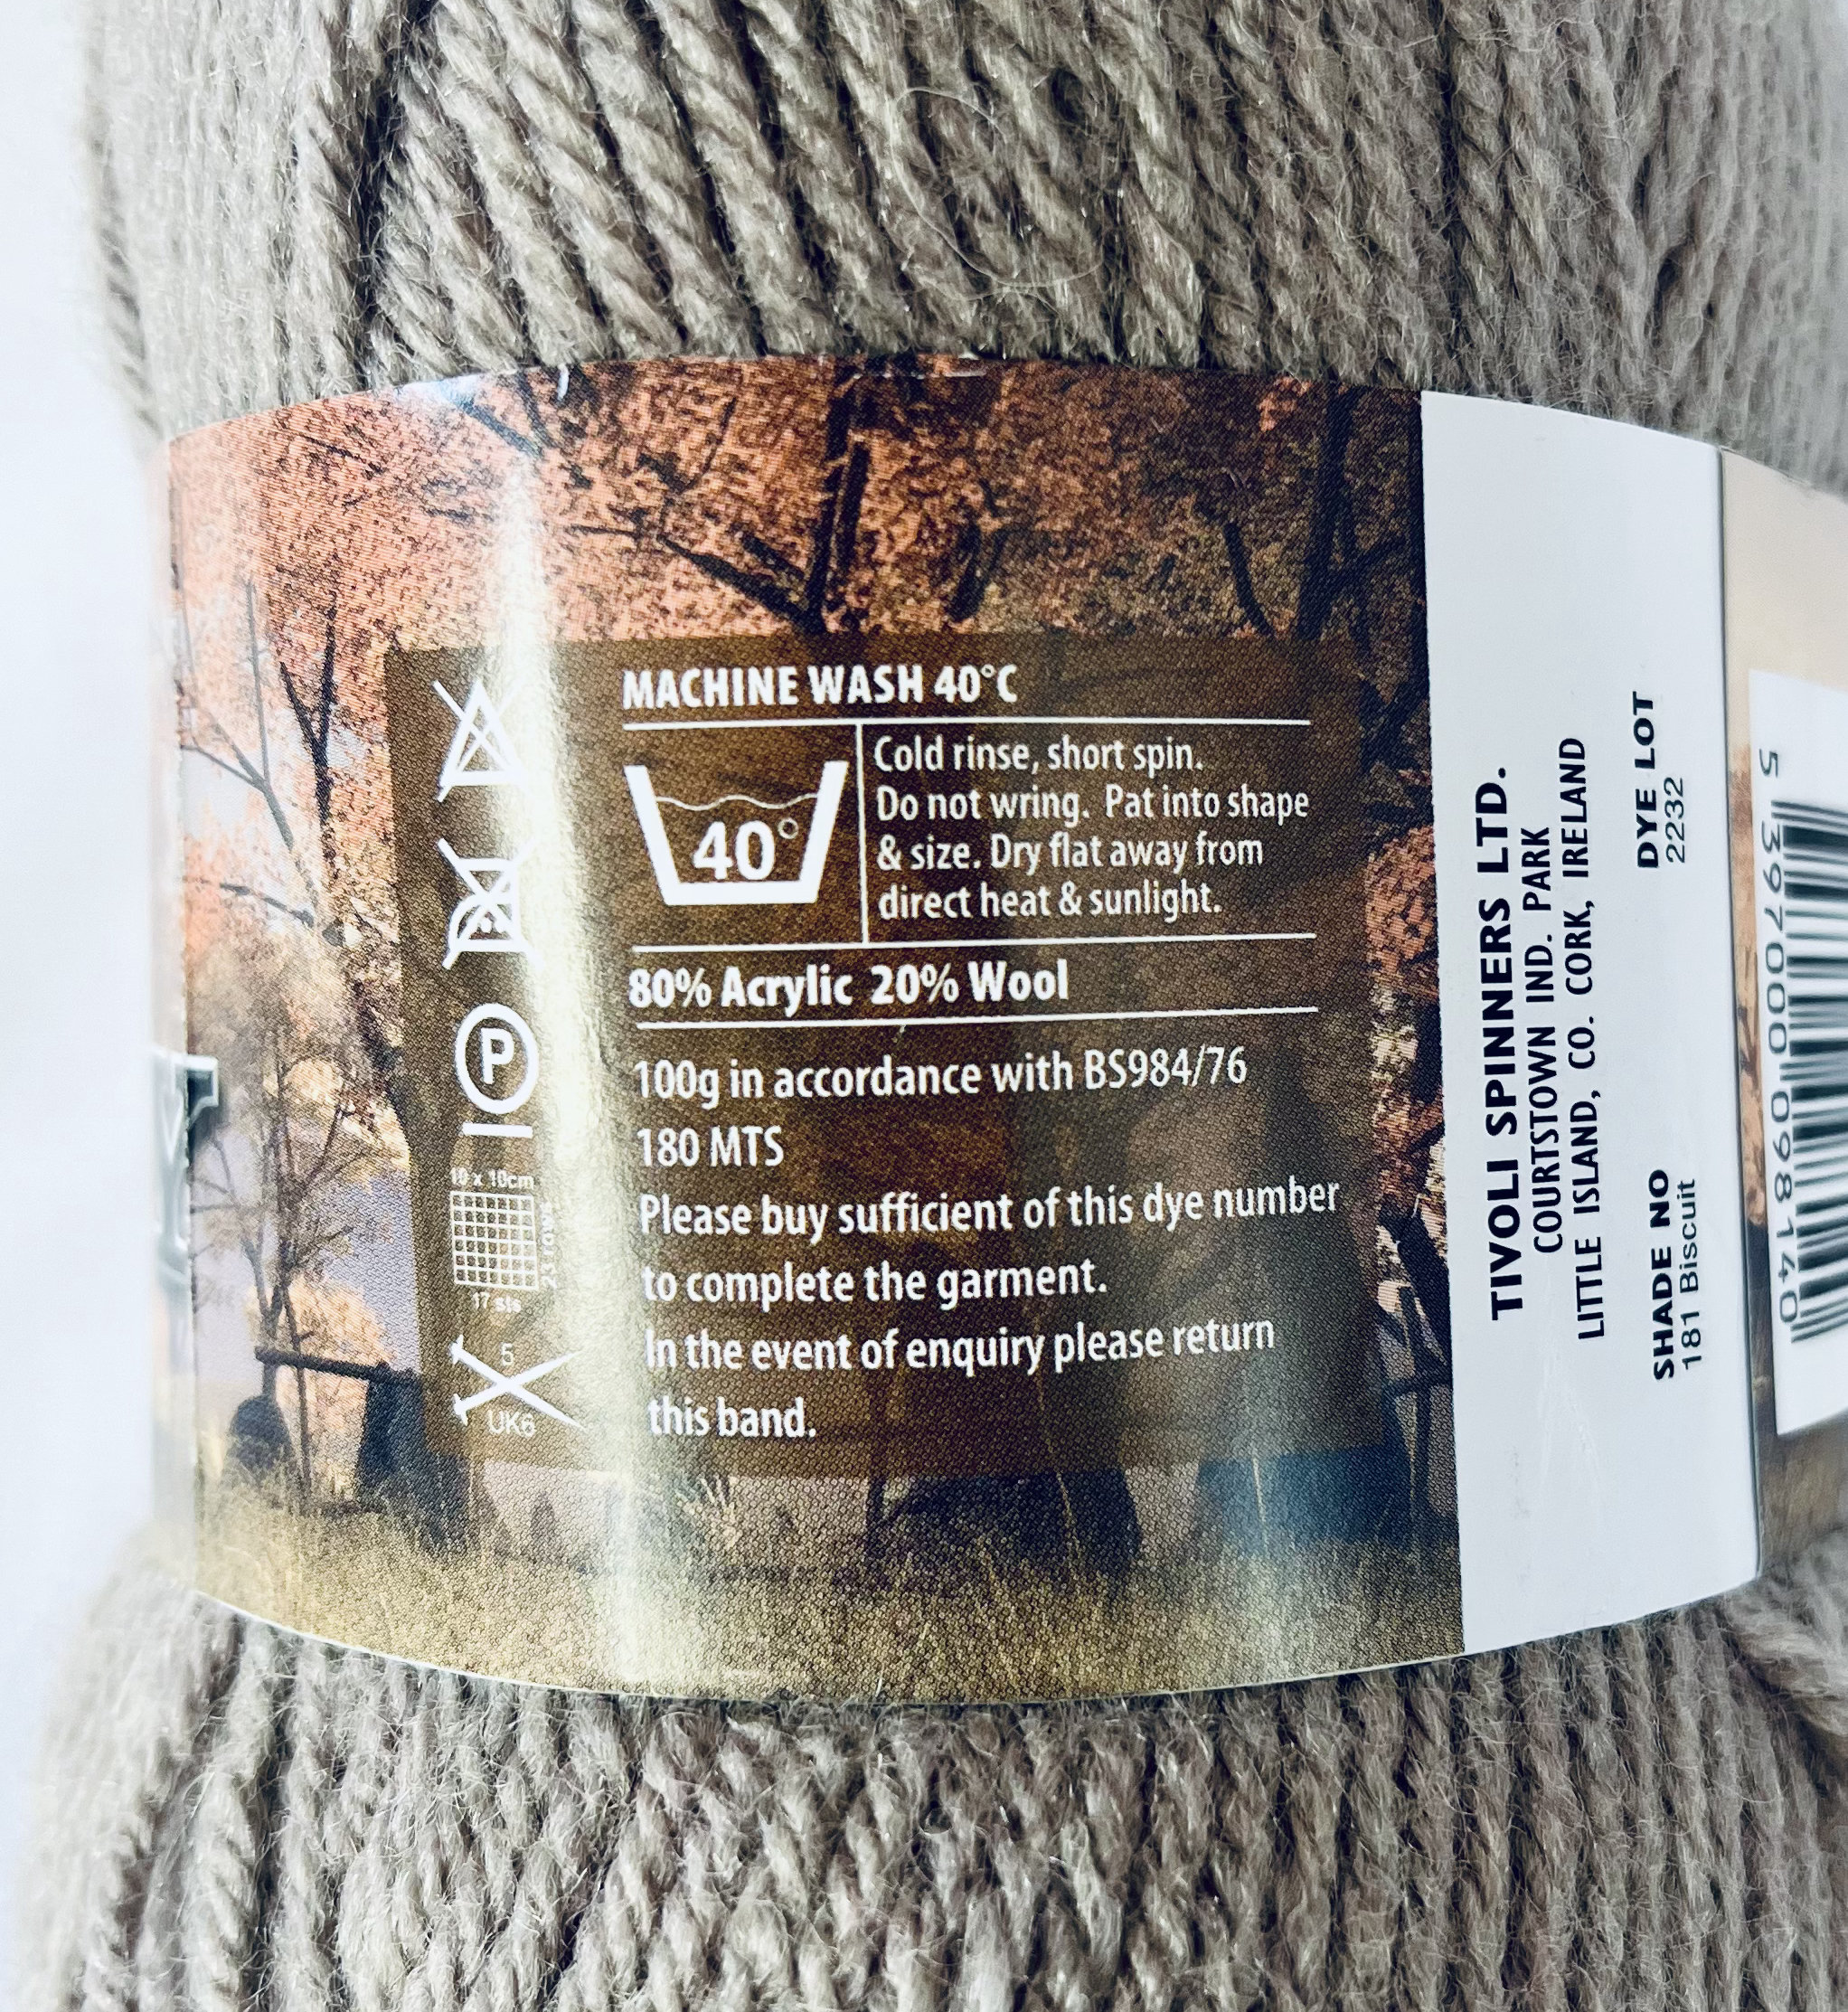 MACHINE WASH 40°C
40°
Cold rinse, short spin.
Do not wring. Pat into shape
& size. Dry flat away from
direct heat & sunlight.
80% Acrylic 20% Wool
100g in accordance with BS984/76
180 MTS
Please buy sufficient of this dye number
to complete the garment.
In the event of enquiry please return
this band.
P
10 x 10cm
23 rows
17 sts
5
UK6
TIVOLI SPINNERS LTD.
COURTSTOWN IND. PARK
LITTLE ISLAND, CO. CORK, IRELAND
SHADE NO
181 Biscuit
DYE LOT
2232
5 397000 098140